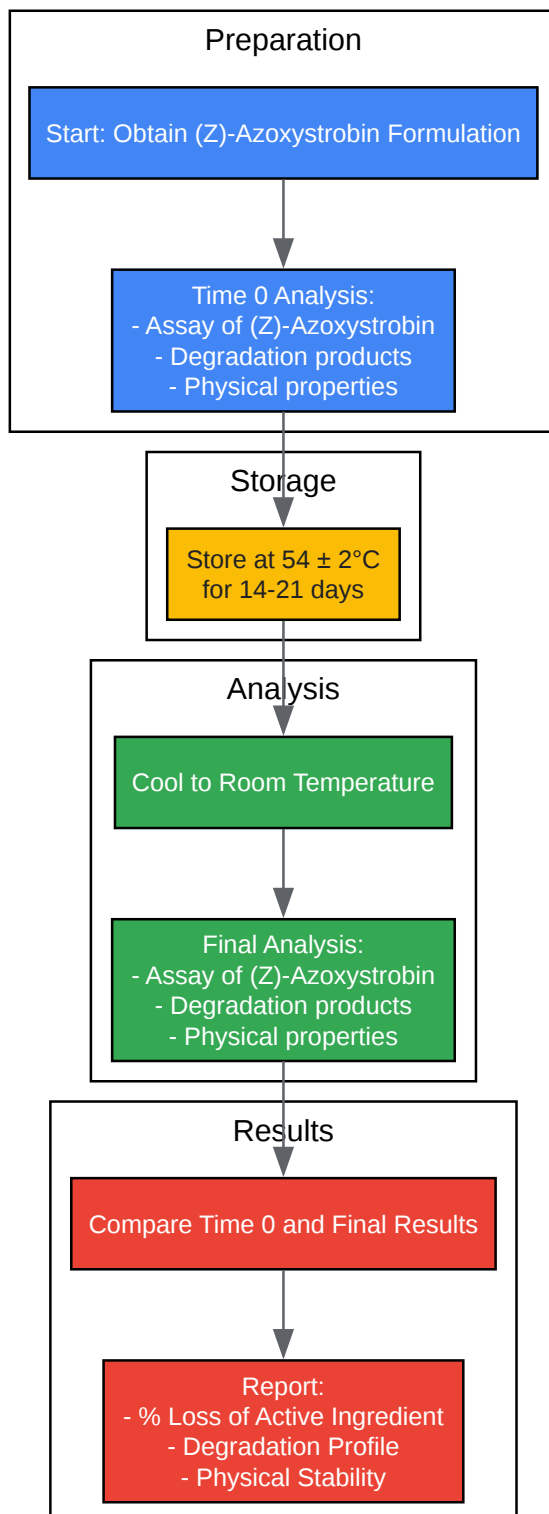 Preparation
Start: Obtain (Z)-Azoxystrobin Formulation
Time 0 Analysis:
- Assay of (Z)-Azoxystrobin
- Degradation products
- Physical properties
Storage
Store at 54 ± 2°C
for 14-21 days
Analysis
Cool to Room Temperature
Final Analysis:
- Assay of (Z)-Azoxystrobin
- Degradation products
- Physical properties
Results
Compare Time 0 and Final Results
Report:
- % Loss of Active Ingredient
- Degradation Profile
- Physical Stability